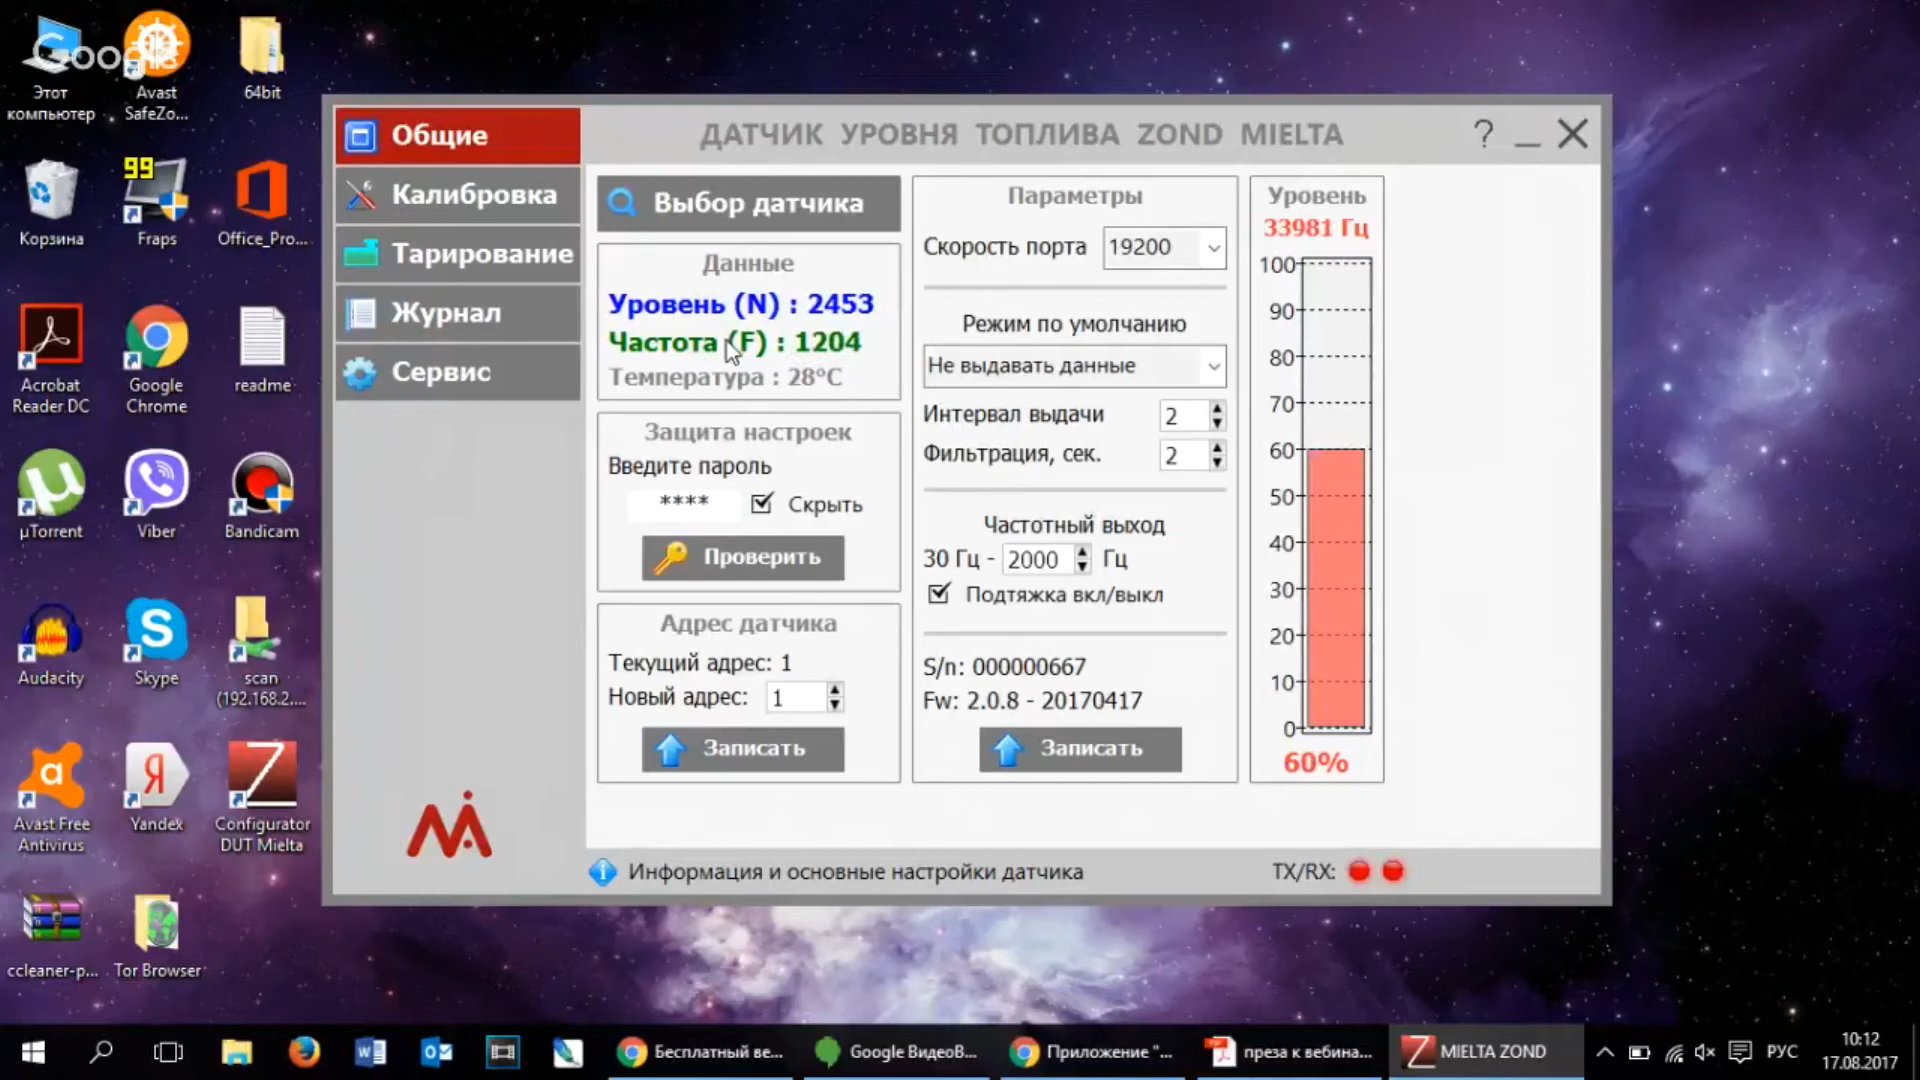 Google
Этот
компьютер
Avast
SafeZo...
64bit
Корзина
99
Fraps
Office_Pro...
Acrobat
Reader DC
Google
Chrome
readme
µTorrent
Viber
Bandicam
Audacity
Skype
scan
(192.168.2....
Avast Free
Antivirus
Yandex
Configurator
DUT Mielta
ccleaner-p...
Tor Browser
ДАТЧИК УРОВНЯ ТОПЛИВА ZOND MIELTA
?
Общие
Калибровка
Тарирование
Журнал
Сервис
Выбор датчика
Данные
Уровень (N) : 2453
Частота (F) : 1204
Температура : 28°C
Защита настроек
Введите пароль
****
Скрыть
Проверить
Адрес датчика
Текущий адрес: 1
Новый адрес: 1
Записать
Параметры
Скорость порта 19200
Режим по умолчанию
Не выдавать данные
Интервал выдачи 2
Фильтрация, сек. 2
Частотный выход
30 Гц - 2000 Гц
Подтяжка вкл/выкл
S/n: 000000667
Fw: 2.0.8 - 20170417
Записать
Уровень
33981 Гц
100
90
80
70
60
50
40
30
20
10
0
60%
Информация и основные настройки датчика
TX/RX:
Бесплатный ве...
Google ВидеоВ...
Приложение "...
преза к вебина...
MIELTA ZOND
РУС
10:12
17.08.2017